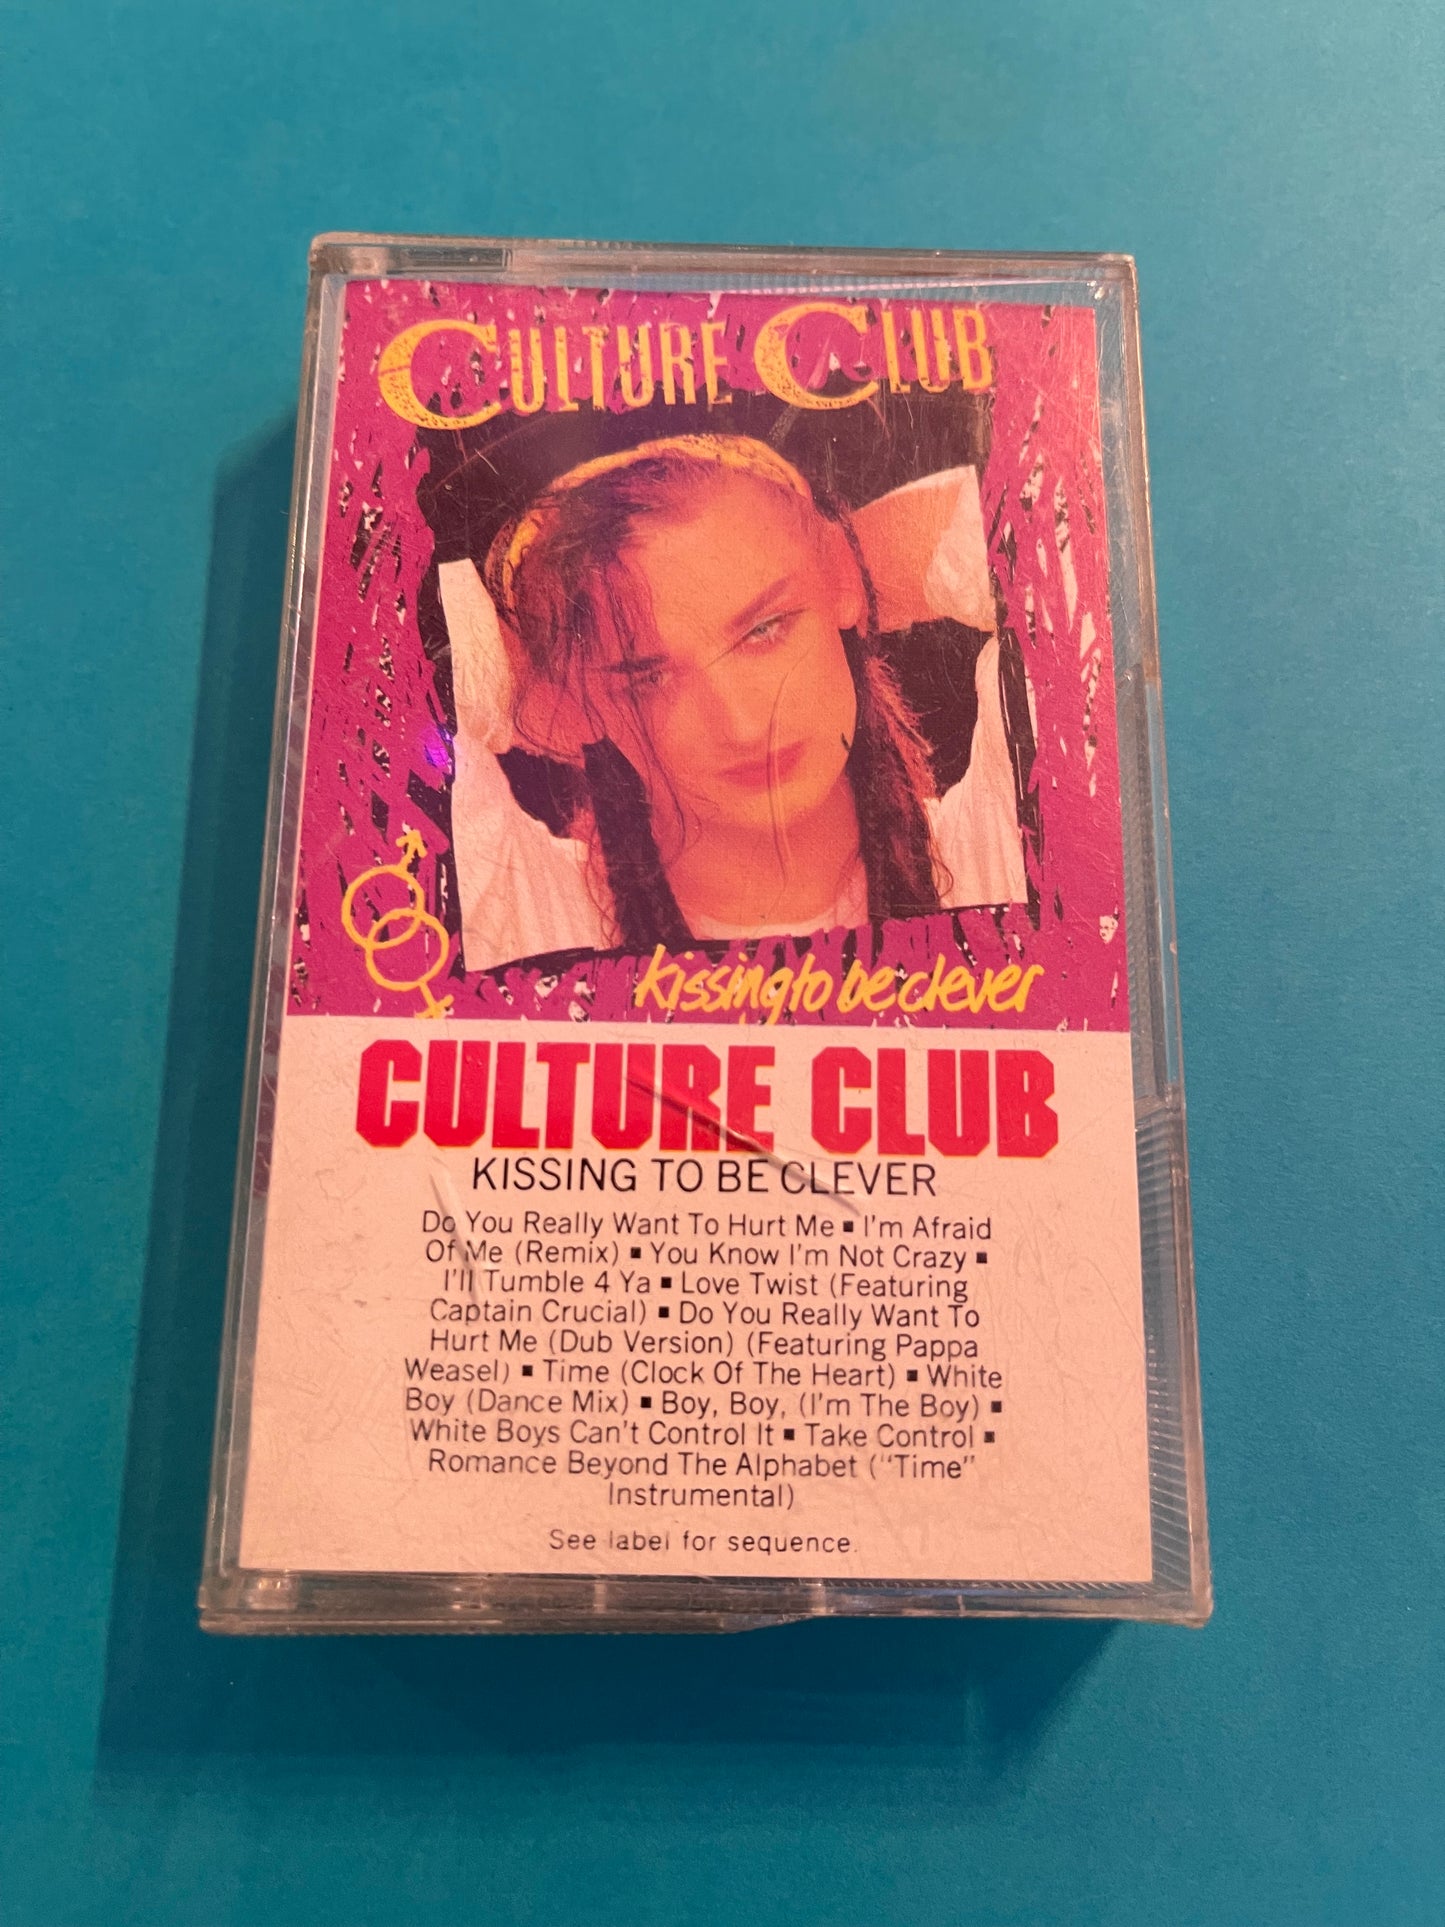 CULTURE CLUB
kissing to be clever
CULTURE CLUB
KISSING TO BE CLEVER
Do You Really Want To Hurt Me ▪ I'm Afraid
Of Me (Remix) ▪ You Know I'm Not Crazy ▪
I'll Tumble 4 Ya ▪ Love Twist (Featuring
Captain Crucial) ▪ Do You Really Want To
Hurt Me (Dub Version) (Featuring Pappa
Weasel) ▪ Time (Clock Of The Heart) ▪ White
Boy (Dance Mix) ▪ Boy, Boy, (I'm The Boy) ▪
White Boys Can't Control It ▪ Take Control ▪
Romance Beyond The Alphabet ("Time"
Instrumental)
See label for sequence.